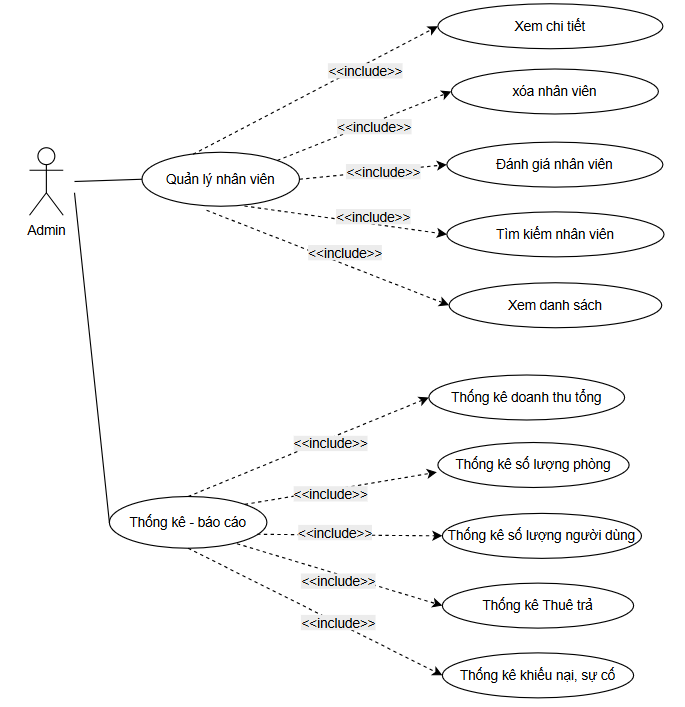 Xem chi tiết
<<include>>
xóa nhân viên
<<include>>
Đánh giá nhân viên
<<include>>
Quản lý nhân viên
Admin
<<include>>
Tìm kiếm nhân viên
<<include>>
Xem danh sách
Thống kê doanh thu tổng
<<include>>
Thống kê số lượng phòng
<<include>>
Thống kê - báo cáo
<<include>>
Thống kê số lượng người dùng
<<include>>
Thống kê Thuê trả
<<include>>
Thống kê khiếu nại, sự cố